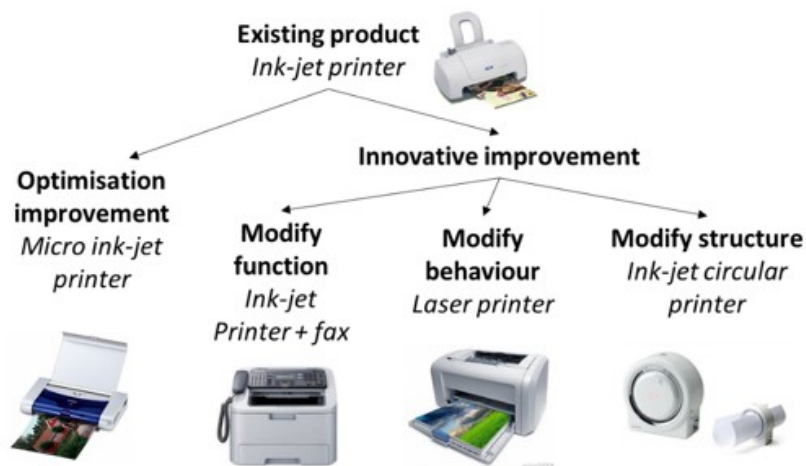 Existing product
Ink-jet printer
Innovative improvement
Optimisation
improvement
Micro ink-jet
printer
Modify
function
Ink-jet
Printer + fax
Modify
behaviour
Laser printer
Modify structure
Ink-jet circular
printer